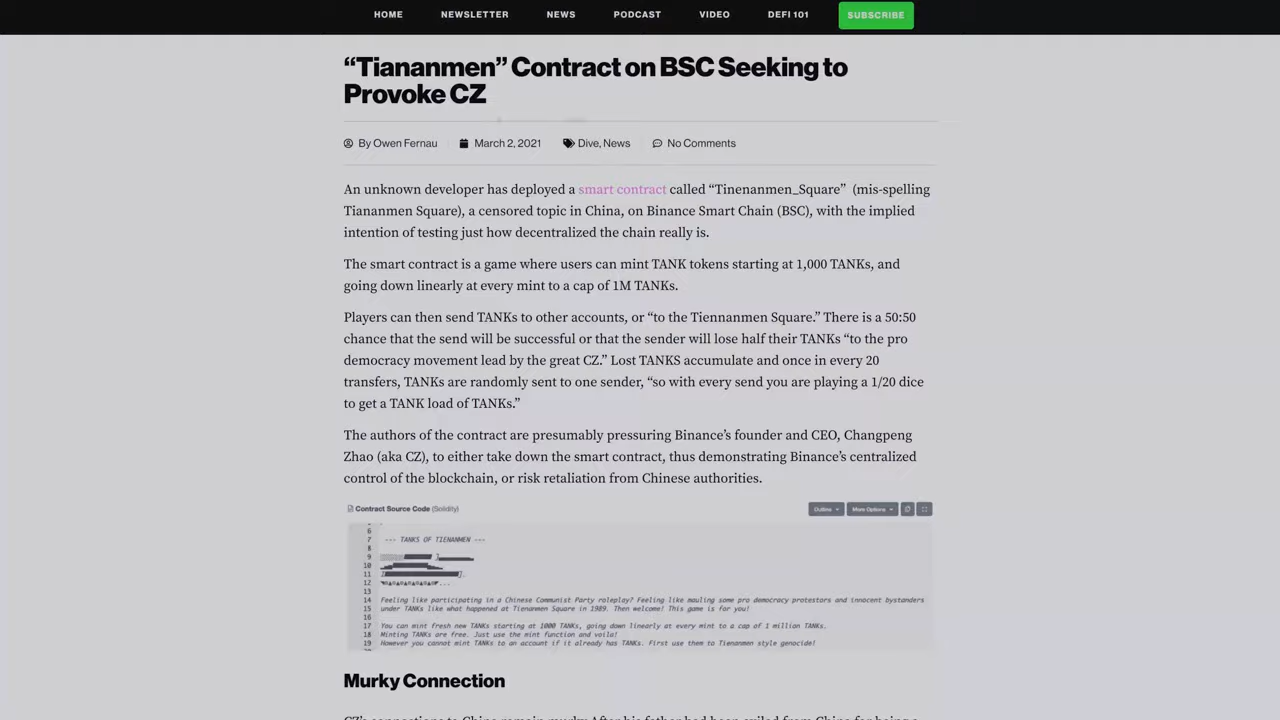 HOME NEWSLETTER NEWS PODCAST VIDEO DEFI 101 SUBSCRIBE
“Tiananmen” Contract on BSC Seeking to
Provoke CZ
By Owen Fernau March 2, 2021 Dive, News No Comments
An unknown developer has deployed a smart contract called “Tinenanmen_Square” (mis-spelling
Tiananmen Square), a censored topic in China, on Binance Smart Chain (BSC), with the implied
intention of testing just how decentralized the chain really is.
The smart contract is a game where users can mint TANK tokens starting at 1,000 TANKs, and
going down linearly at every mint to a cap of 1M TANKs.
Players can then send TANKs to other accounts, or “to the Tiennanmen Square.” There is a 50:50
chance that the send will be successful or that the sender will lose half their TANKs “to the pro
democracy movement lead by the great CZ.” Lost TANKS accumulate and once in every 20
transfers, TANKs are randomly sent to one sender, “so with every send you are playing a 1/20 dice
to get a TANK load of TANKs.”
The authors of the contract are presumably pressuring Binance’s founder and CEO, Changpeng
Zhao (aka CZ), to either take down the smart contract, thus demonstrating Binance’s centralized
control of the blockchain, or risk retaliation from Chinese authorities.
Contract Source Code (Solidity) Outline More Options
6
7 --- TANKS OF TIENANMEN ---
8
9
10
11
12
13
14 Feeling like participating in a Chinese Communist Party roleplay? Feeling like mauling some pro democracy protestors and innocent bystanders
15 under TANKs like what happened at Tienanmen Square in 1989. Then welcome! This game is for you!
16
17 You can mint fresh new TANKs starting at 1000 TANKs, going down linearly at every mint to a cap of 1 million TANKs.
18 Minting TANKs are free. Just use the mint function and voila!
19 However you cannot mint TANKs to an account if it already has TANKs. First use them to Tienanmen style genocide!
Murky Connection